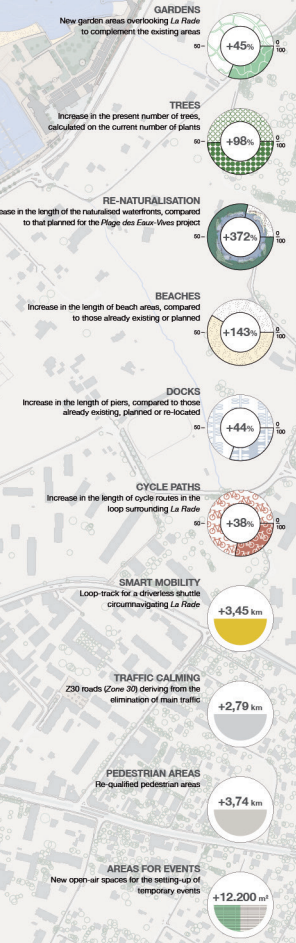 GARDENS
New garden areas overlooking La Rade
to complement the existing areas
+45%
50
0
100
TREES
Increase in the present number of trees,
calculated on the current number of plants
+98%
50
0
100
RE-NATURALISATION
ease in the length of the naturalised waterfronts, compared
to that planned for the Plage des Eaux-Vives project
+372%
50
0
100
BEACHES
Increase in the length of beach areas, compared
to those already existing or planned
+143%
50
0
100
DOCKS
Increase in the length of piers, compared to those
already existing, planned or re-located
+44%
50
0
100
CYCLE PATHS
Increase in the length of cycle routes in the
loop surrounding La Rade
+38%
50
0
100
SMART MOBILITY
Loop-track for a driverless shuttle
circumnavigating La Rade
+3,45 km
TRAFFIC CALMING
Z30 roads (Zone 30) deriving from the
elimination of main traffic
+2,79 km
PEDESTRIAN AREAS
Re-qualified pedestrian areas
+3,74 km
AREAS FOR EVENTS
New open-air spaces for the setting-up of
temporary events
+12.200 m²